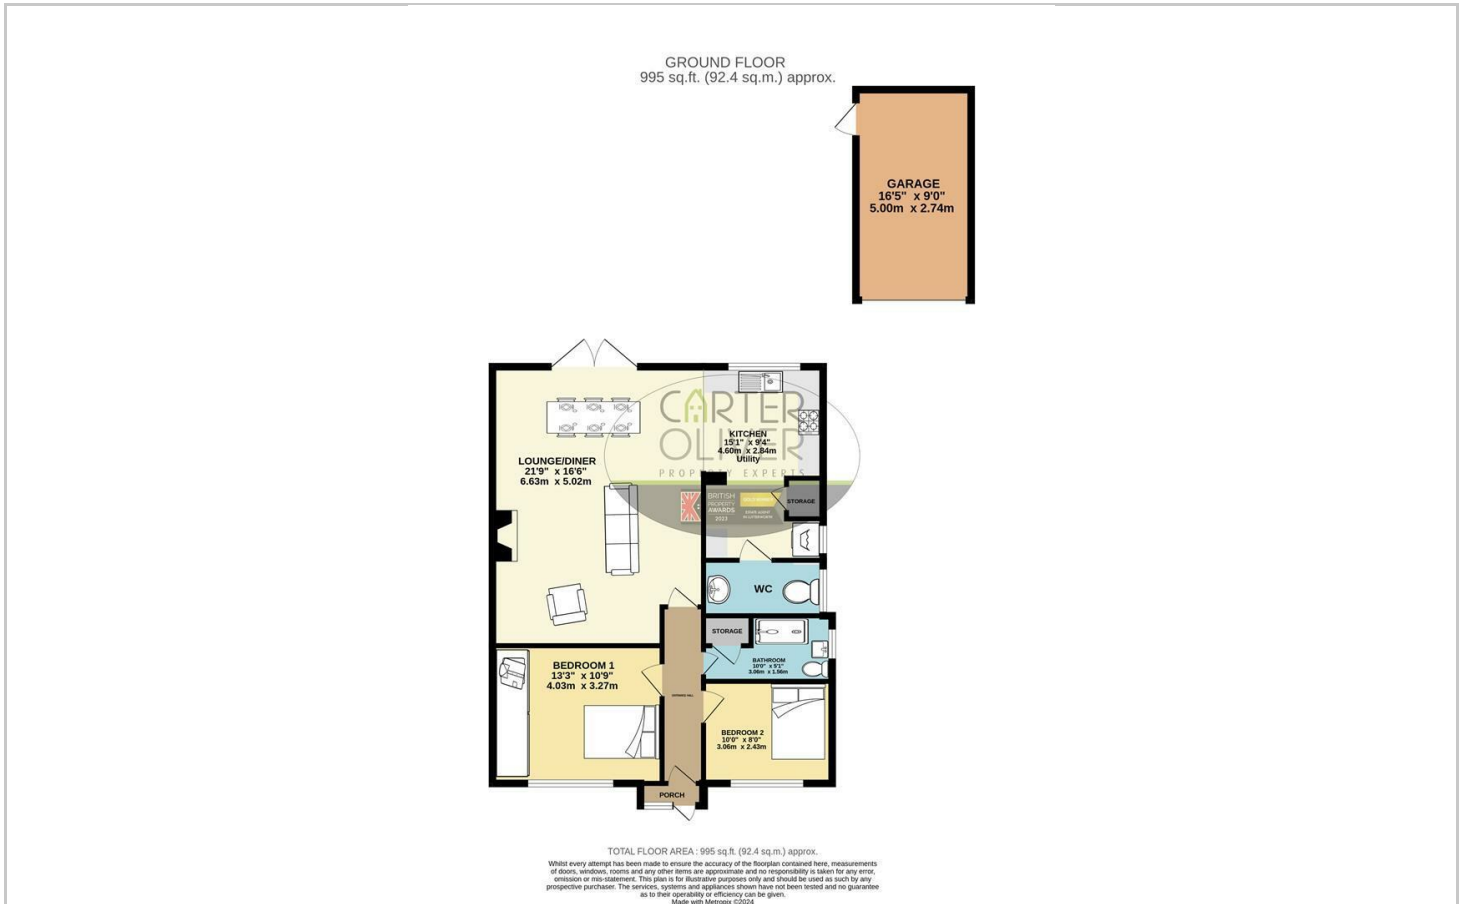 GROUND FLOOR
995 sq.ft. (92.4 sq.m.) approx.
GARAGE
16'5" x 9'0"
5.00m x 2.74m
CARTER
OLIVER
PROPERTY EXPERTS
KITCHEN
15'1" x 9'4"
4.60m x 2.84m
Utility
LOUNGE/DINER
21'9" x 16'6"
6.63m x 5.02m
BRITISH
PROPERTY
AWARDS
2023
STORAGE
WC
STORAGE
BATHROOM
10'0" x 5'1"
3.06m x 1.56m
BEDROOM 1
13'3" x 10'9"
4.03m x 3.27m
ENTRANCE HALL
BEDROOM 2
10'0" x 8'0"
3.06m x 2.43m
PORCH
TOTAL FLOOR AREA : 995 sq.ft. (92.4 sq.m.) approx.
Whilst every attempt has been made to ensure the accuracy of the floorplan contained here, measurements
of doors, windows, rooms and any other items are approximate and no responsibility is taken for any error,
omission or mis-statement. This plan is for illustrative purposes only and should be used as such by any
prospective purchaser. The services, systems and appliances shown have not been tested and no guarantee
as to their operability or efficiency can be given.
Made with Metropix ©2024